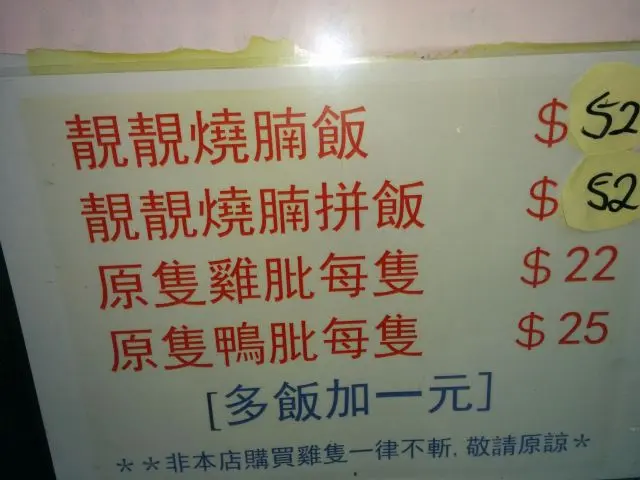 靚靚燒腩飯 $52
靚靚燒腩拼飯 $52
原隻雞肶每隻 $22
原隻鴨肶每隻 $25
[多飯加一元]
**非本店購買雞隻一律不斬,敬請原諒*